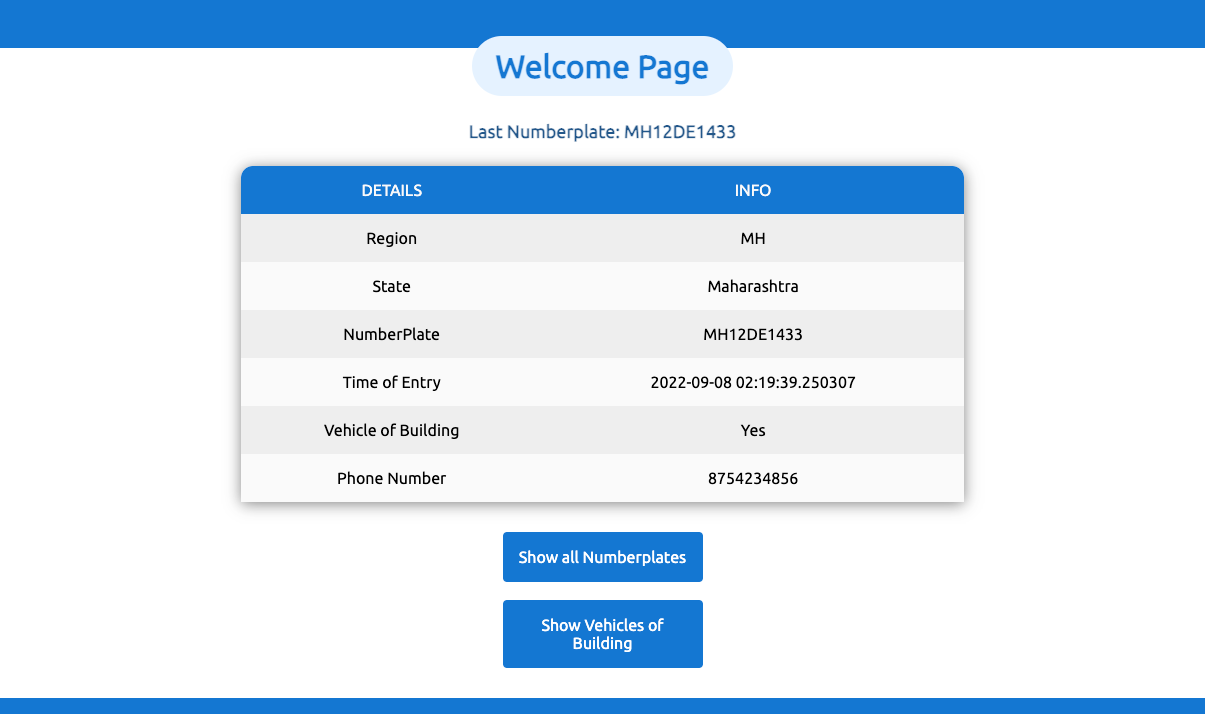 Welcome Page
Last Numberplate: MH12DE1433
DETAILS INFO
Region MH
State Maharashtra
NumberPlate MH12DE1433
Time of Entry 2022-09-08 02:19:39.250307
Vehicle of Building Yes
Phone Number 8754234856
Show all Numberplates
Show Vehicles of
Building